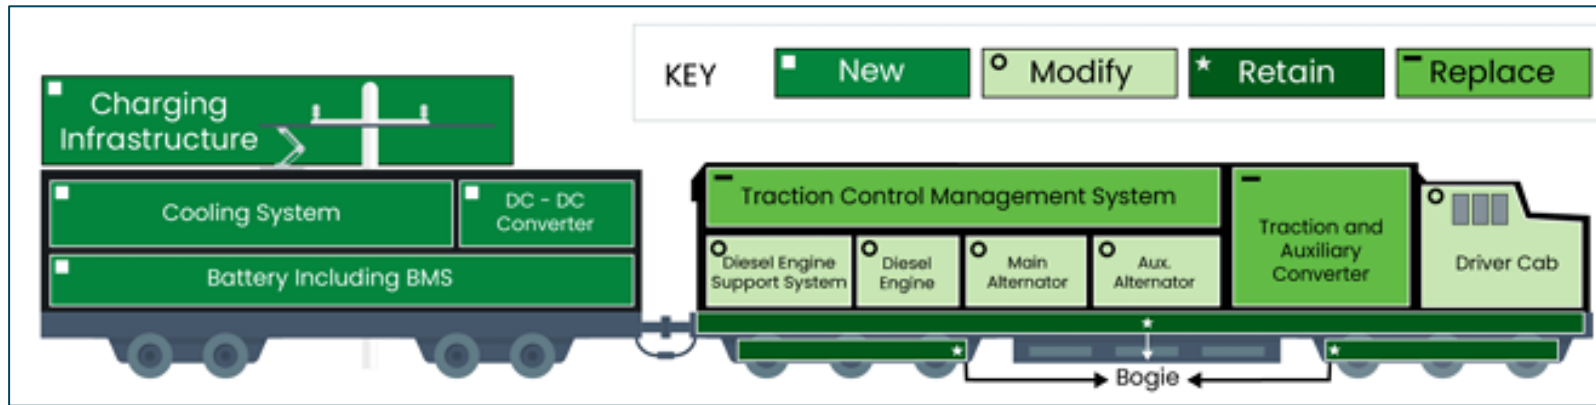 KEY
New
Modify
Retain
Replace
Charging
Infrastructure
Cooling System
DC - DC
Converter
Battery Including BMS
Traction Control Management System
Diesel Engine
Support System
Diesel
Engine
Main
Alternator
Aux.
Alternator
Traction and
Auxiliary
Converter
Driver Cab
Bogie